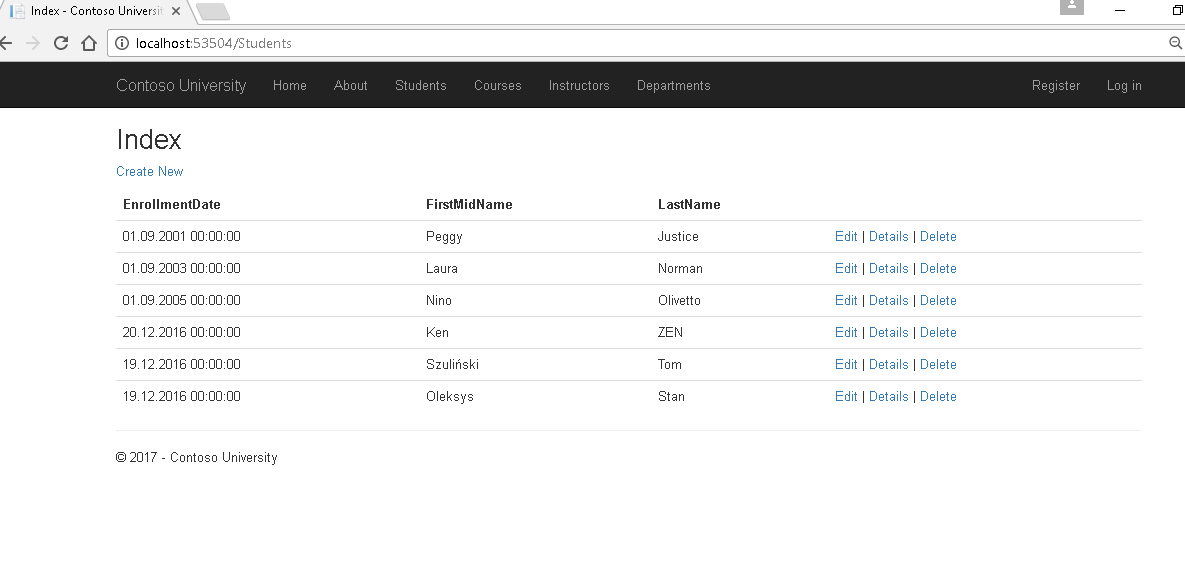 Index - Contoso Universit
localhost:53504/Students
Contoso University Home About Students Courses Instructors Departments Register Log in
Index
Create New
EnrollmentDate FirstMidName LastName
01.09.2001 00:00:00 Peggy Justice Edit | Details | Delete
01.09.2003 00:00:00 Laura Norman Edit | Details | Delete
01.09.2005 00:00:00 Nino Olivetto Edit | Details | Delete
20.12.2016 00:00:00 Ken ZEN Edit | Details | Delete
19.12.2016 00:00:00 Szuliński Tom Edit | Details | Delete
19.12.2016 00:00:00 Oleksys Stan Edit | Details | Delete
© 2017 - Contoso University